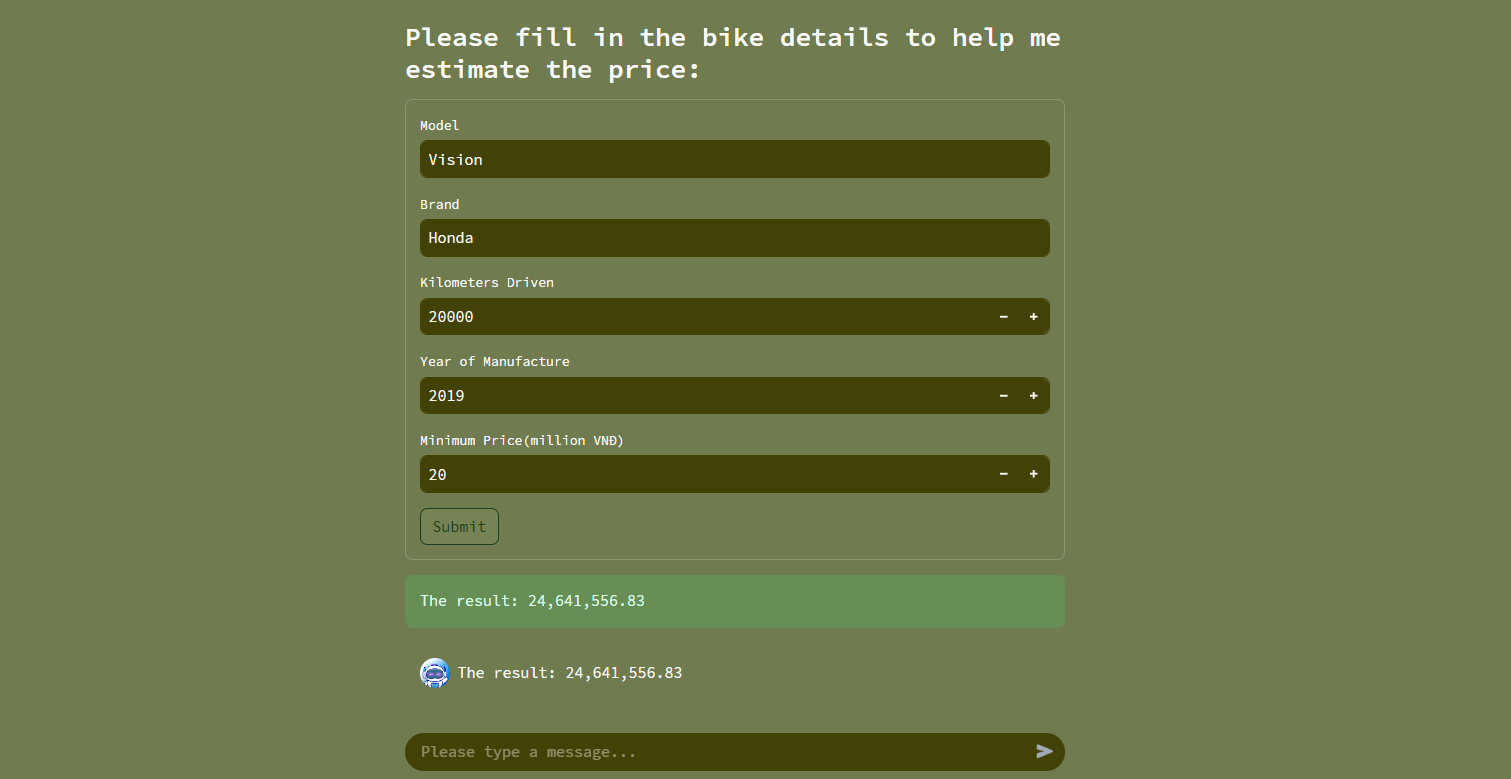 Please fill in the bike details to help me
estimate the price:
Model
Vision
Brand
Honda
Kilometers Driven
20000
− +
Year of Manufacture
2019
− +
Minimum Price(million VNĐ)
20
− +
Submit
The result: 24,641,556.83
The result: 24,641,556.83
Please type a message...